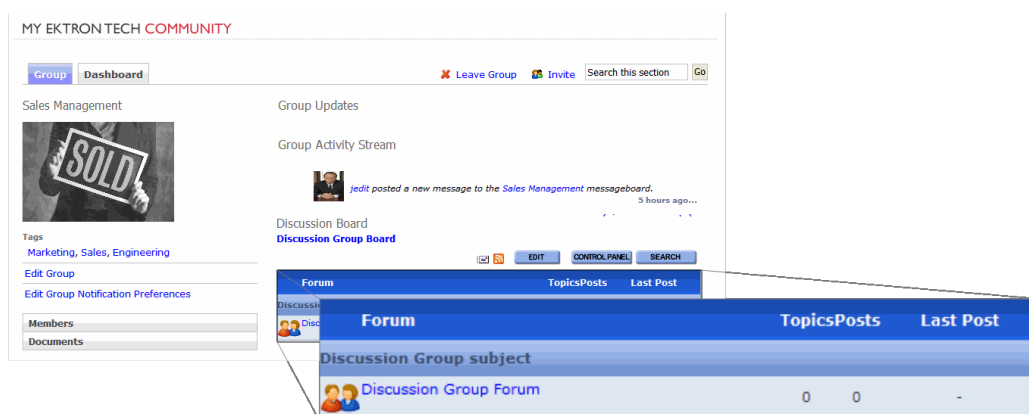 MY EKTRON TECH COMMUNITY
Group Dashboard
Leave Group Invite Search this section Go
Sales Management
Group Updates
SOLD
Group Activity Stream
jedit posted a new message to the Sales Management messageboard.
5 hours ago...
Discussion Board
Discussion Group Board
Tags
Marketing, Sales, Engineering
Edit Group
Edit Group Notification Preferences
Members
Documents
EDIT CONTROL PANEL SEARCH
Forum TopicsPosts Last Post
Forum TopicsPosts Last Post
Discussion Group subject
Discussion Group Forum 0 0 -